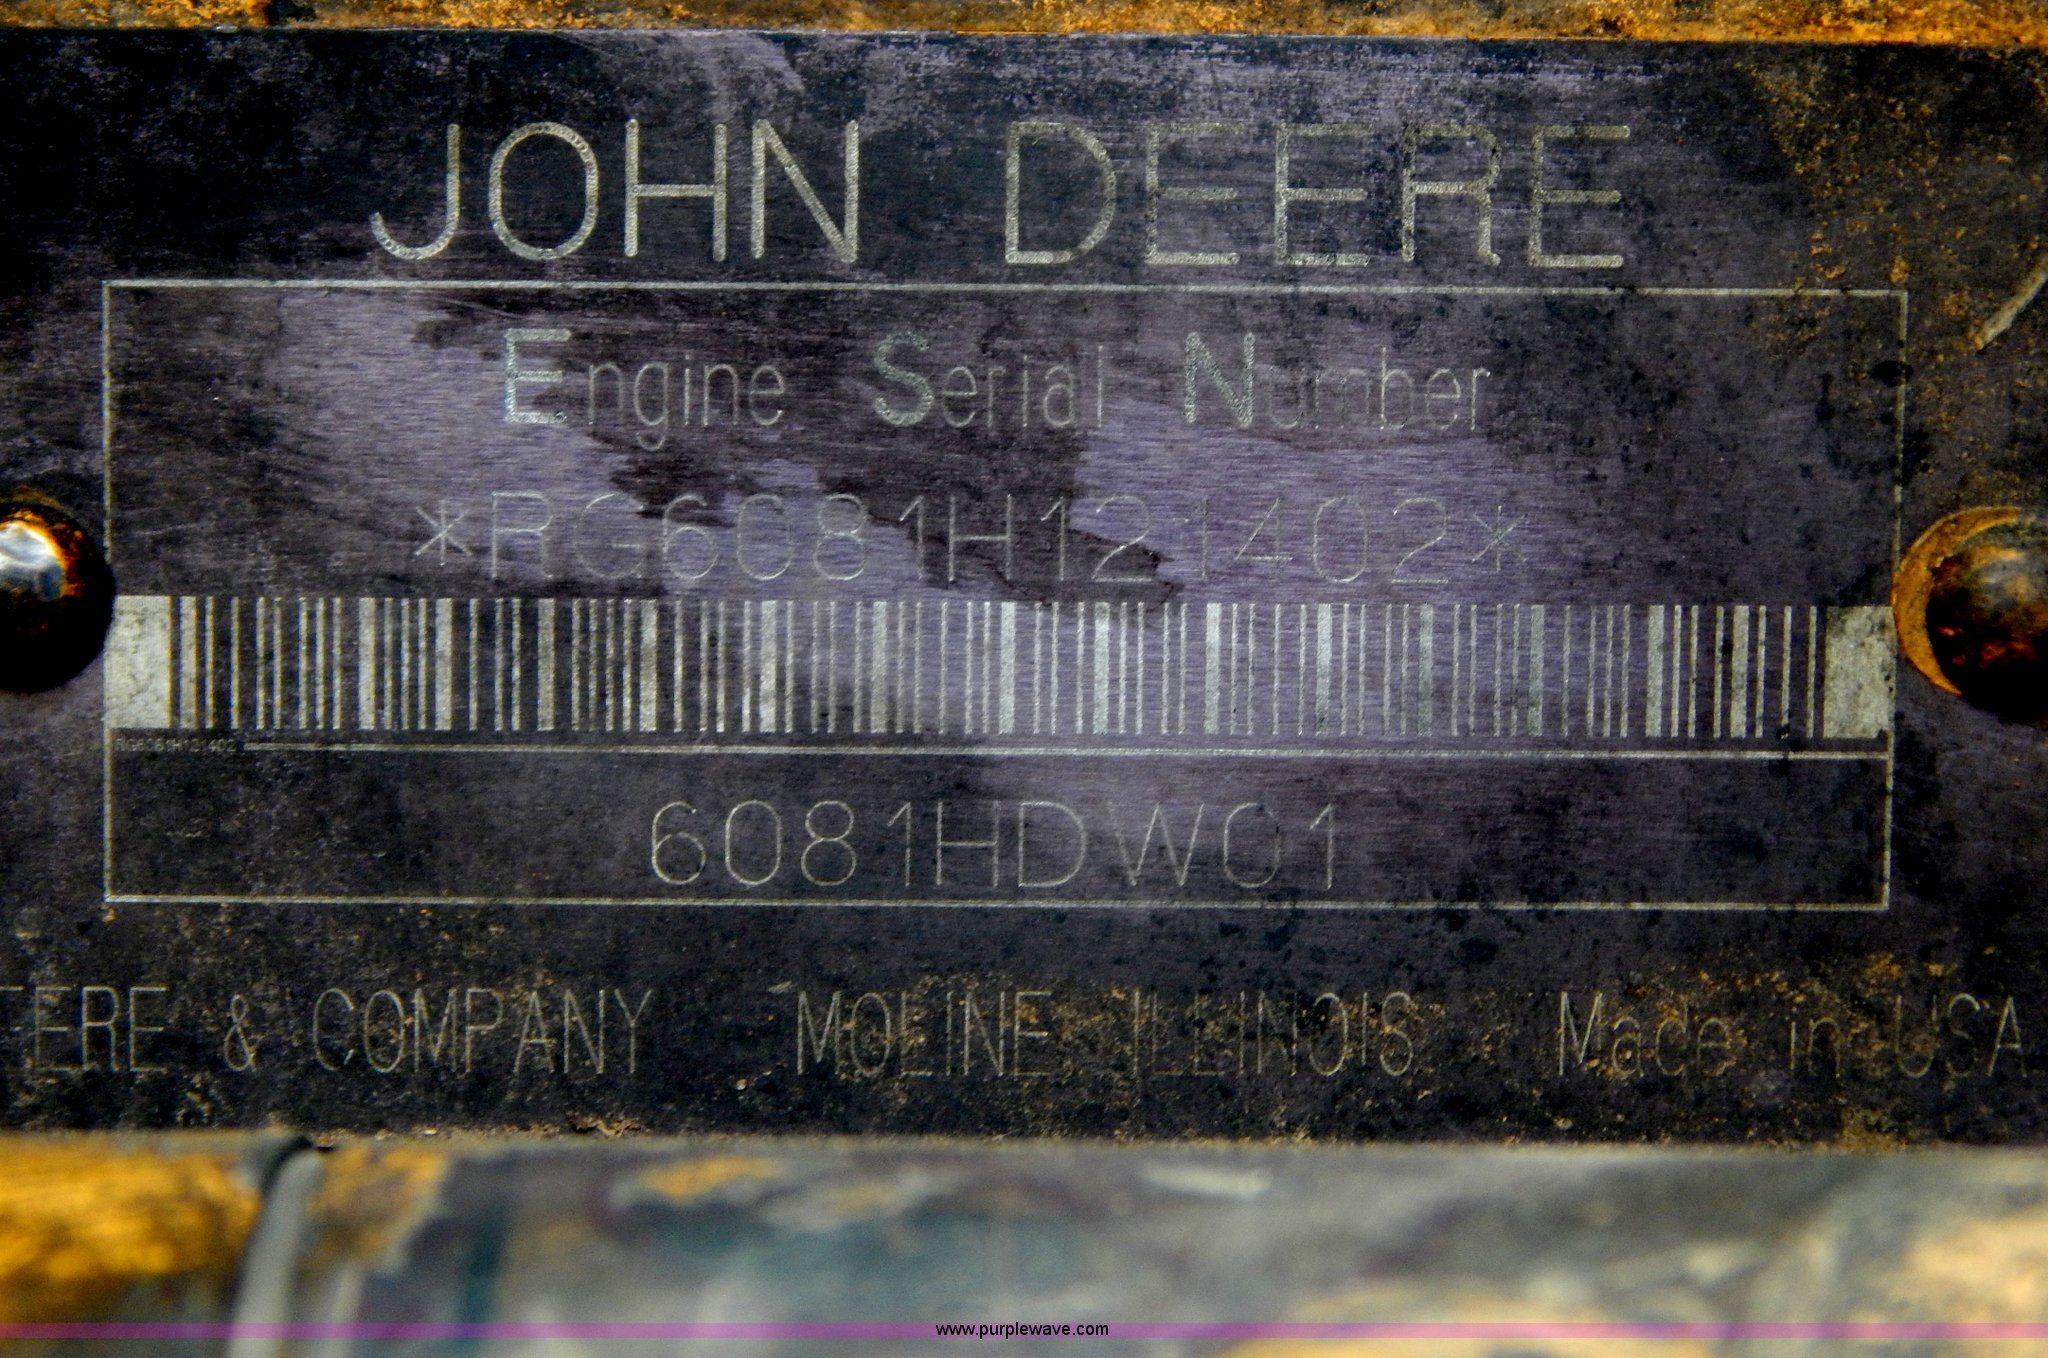 JOHN DEERE
Engine Serial Number
*RG6081H121402*
RG6081H121402
6081HDW01
EERE & COMPANY MOLINE ILLINOIS Made in USA
www.purplewave.com